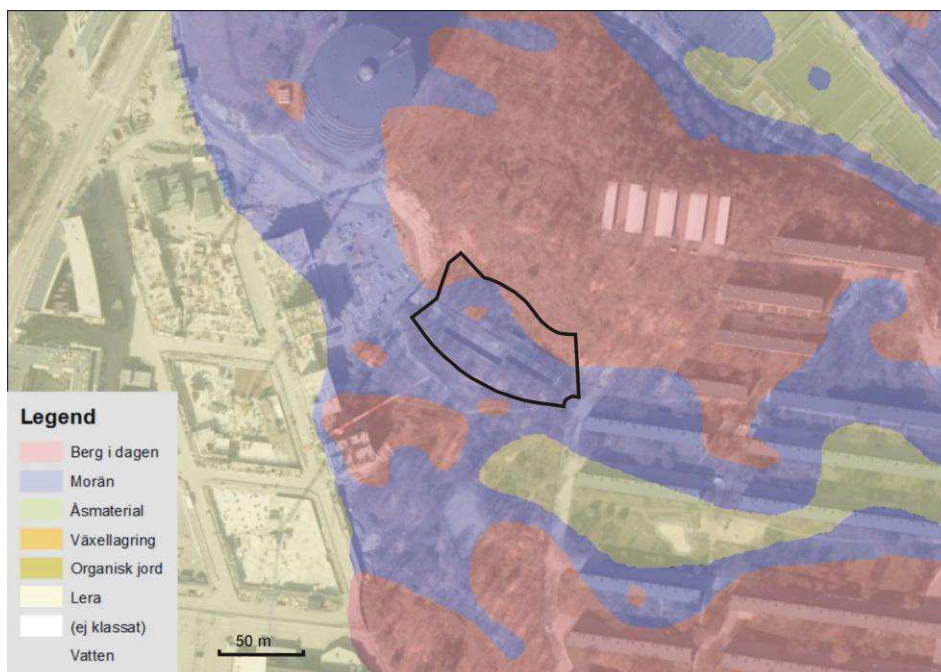 Legend
Berg i dagen
Morän
Åsmaterial
Växellagring
Organisk jord
Lera
(ej klassat)
Vatten
50 m